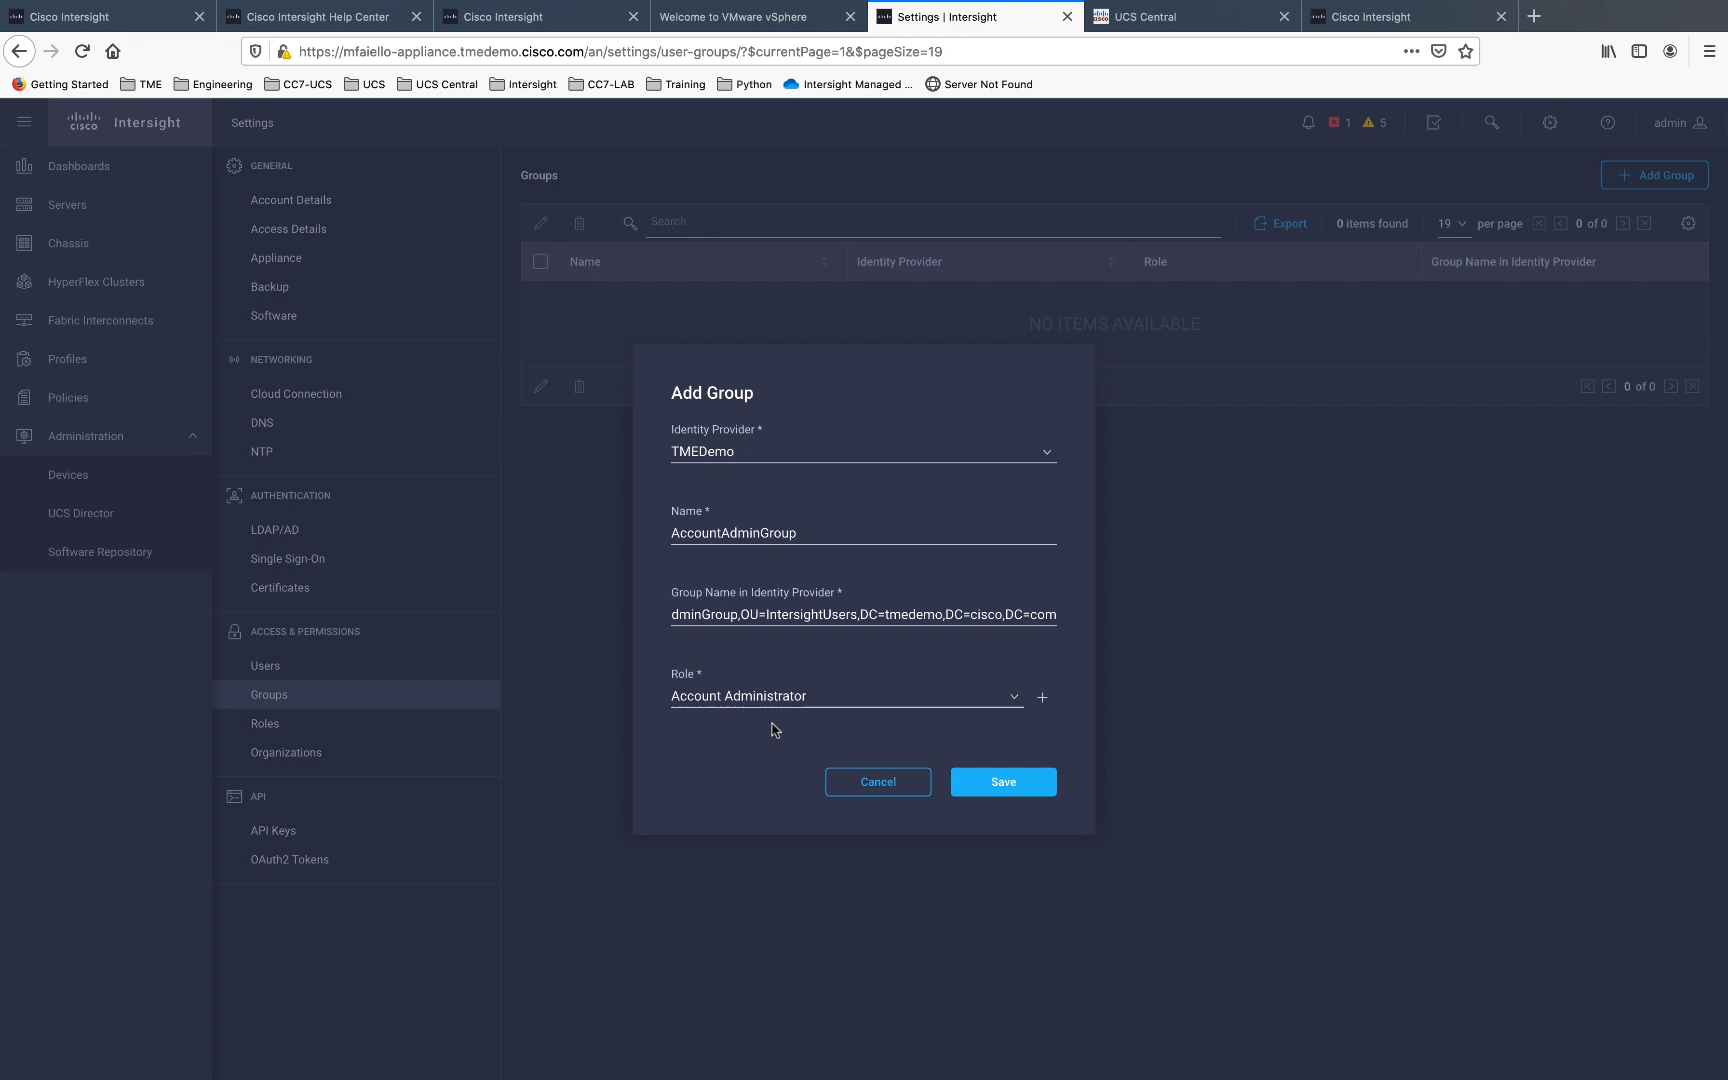 Cisco Intersight
Cisco Intersight Help Center
Cisco Intersight
Welcome to VMware vSphere
Settings | Intersight
UCS Central
Cisco Intersight
https://mfaiello-appliance.tmedemo.cisco.com/an/settings/user-groups/?$currentPage=1&$pageSize=19
Getting Started TME Engineering CC7-UCS UCS UCS Central Intersight CC7-LAB Training Python Intersight Managed ... Server Not Found
cisco Intersight
Settings
1 5
admin
Dashboards
Servers
Chassis
HyperFlex Clusters
Fabric Interconnects
Profiles
Policies
Administration
Devices
UCS Director
Software Repository
GENERAL
Account Details
Access Details
Appliance
Backup
Software
NETWORKING
Cloud Connection
DNS
NTP
AUTHENTICATION
LDAP/AD
Single Sign-On
Certificates
ACCESS & PERMISSIONS
Users
Groups
Roles
Organizations
API
API Keys
OAuth2 Tokens
Groups
Add Group
Search
Export 0 items found 19 per page 0 of 0
Name Identity Provider Role Group Name in Identity Provider
NO ITEMS AVAILABLE
0 of 0
Add Group
Identity Provider *
TMEDemo
Name *
AccountAdminGroup
Group Name in Identity Provider *
dminGroup,OU=IntersightUsers,DC=tmedemo,DC=cisco,DC=com
Role *
Account Administrator
Cancel Save